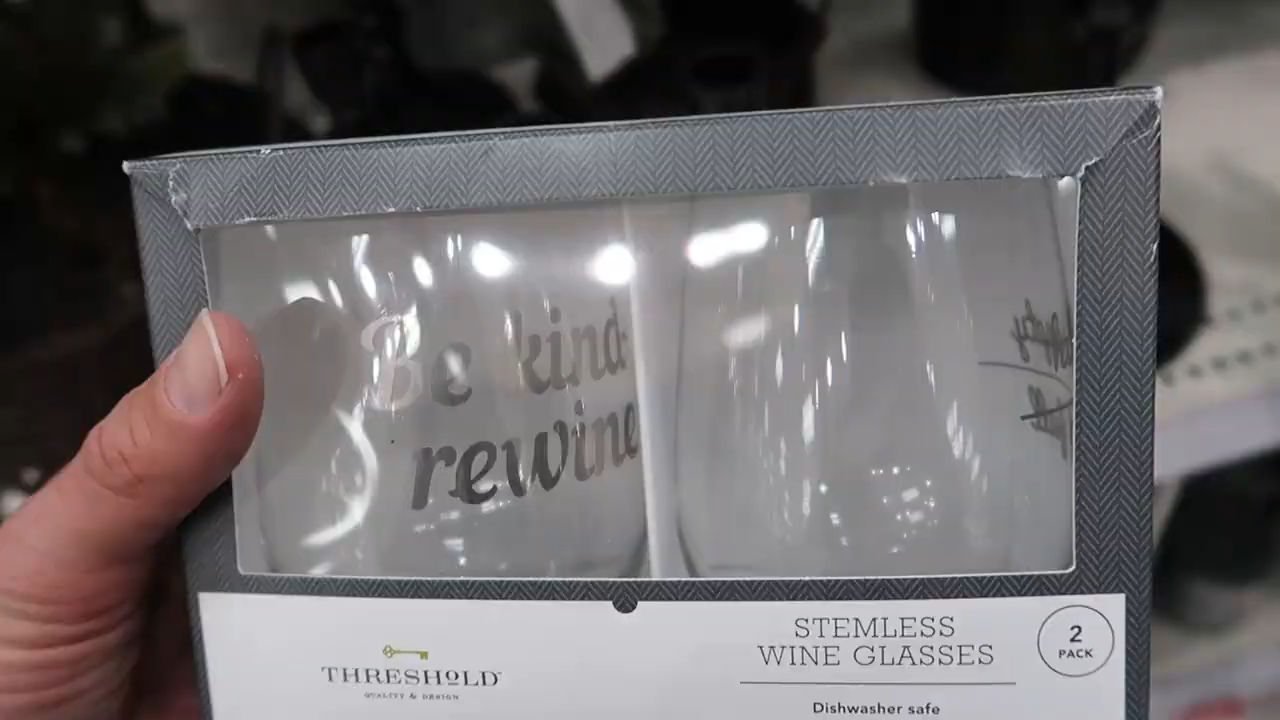 Be kind-
rewine
THRESHOLD
QUALITY & DESIGN
STEMLESS
WINE GLASSES
2
PACK
Dishwasher safe